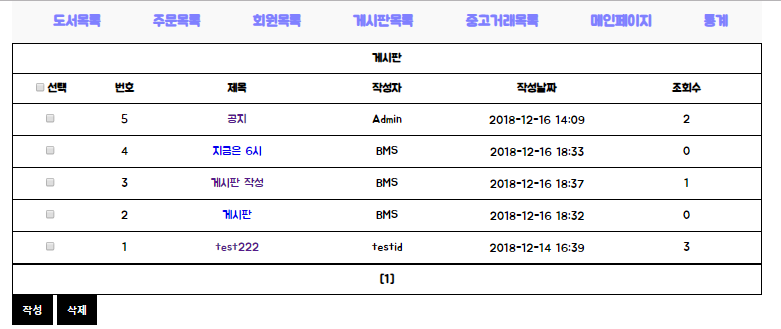 도서목록 주문목록 회원목록 게시판목록 중고거래목록 메인페이지 통계
게시판
선택 번호 제목 작성자 작성날짜 조회수
5 공지 Admin 2018-12-16 14:09 2
4 지금은 6시 BMS 2018-12-16 18:33 0
3 게시판 작성 BMS 2018-12-16 18:37 1
2 게시판 BMS 2018-12-16 18:32 0
1 test222 testid 2018-12-14 16:39 3
[1]
작성 삭제